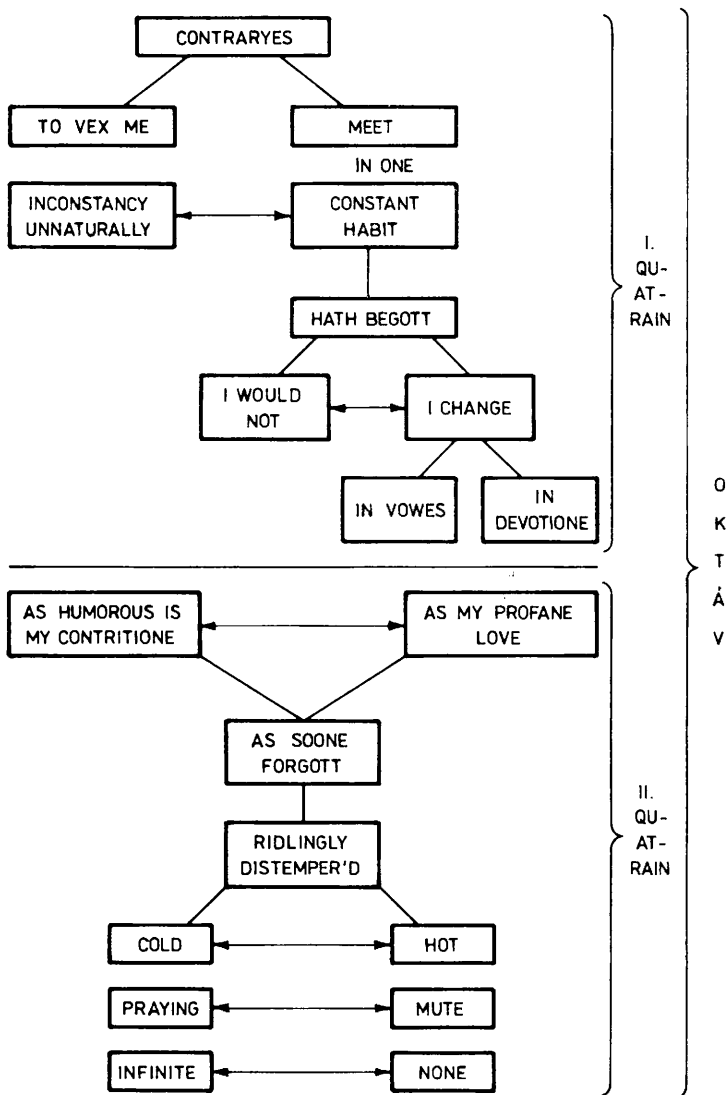 CONTRARYES
TO VEX ME
MEET
IN ONE
INCONSTANCY
UNNATURALLY
CONSTANT
HABIT
HATH BEGOTT
I WOULD
NOT
I CHANGE
IN VOWES
IN
DEVOTIONE
I.
QU-
AT-
RAIN
AS HUMOROUS IS
MY CONTRITIONE
AS MY PROFANE
LOVE
AS SOONE
FORGOTT
RIDLINGLY
DISTEMPER'D
COLD
HOT
PRAYING
MUTE
INFINITE
NONE
II.
QU-
AT-
RAIN
O
K
T
Á
V